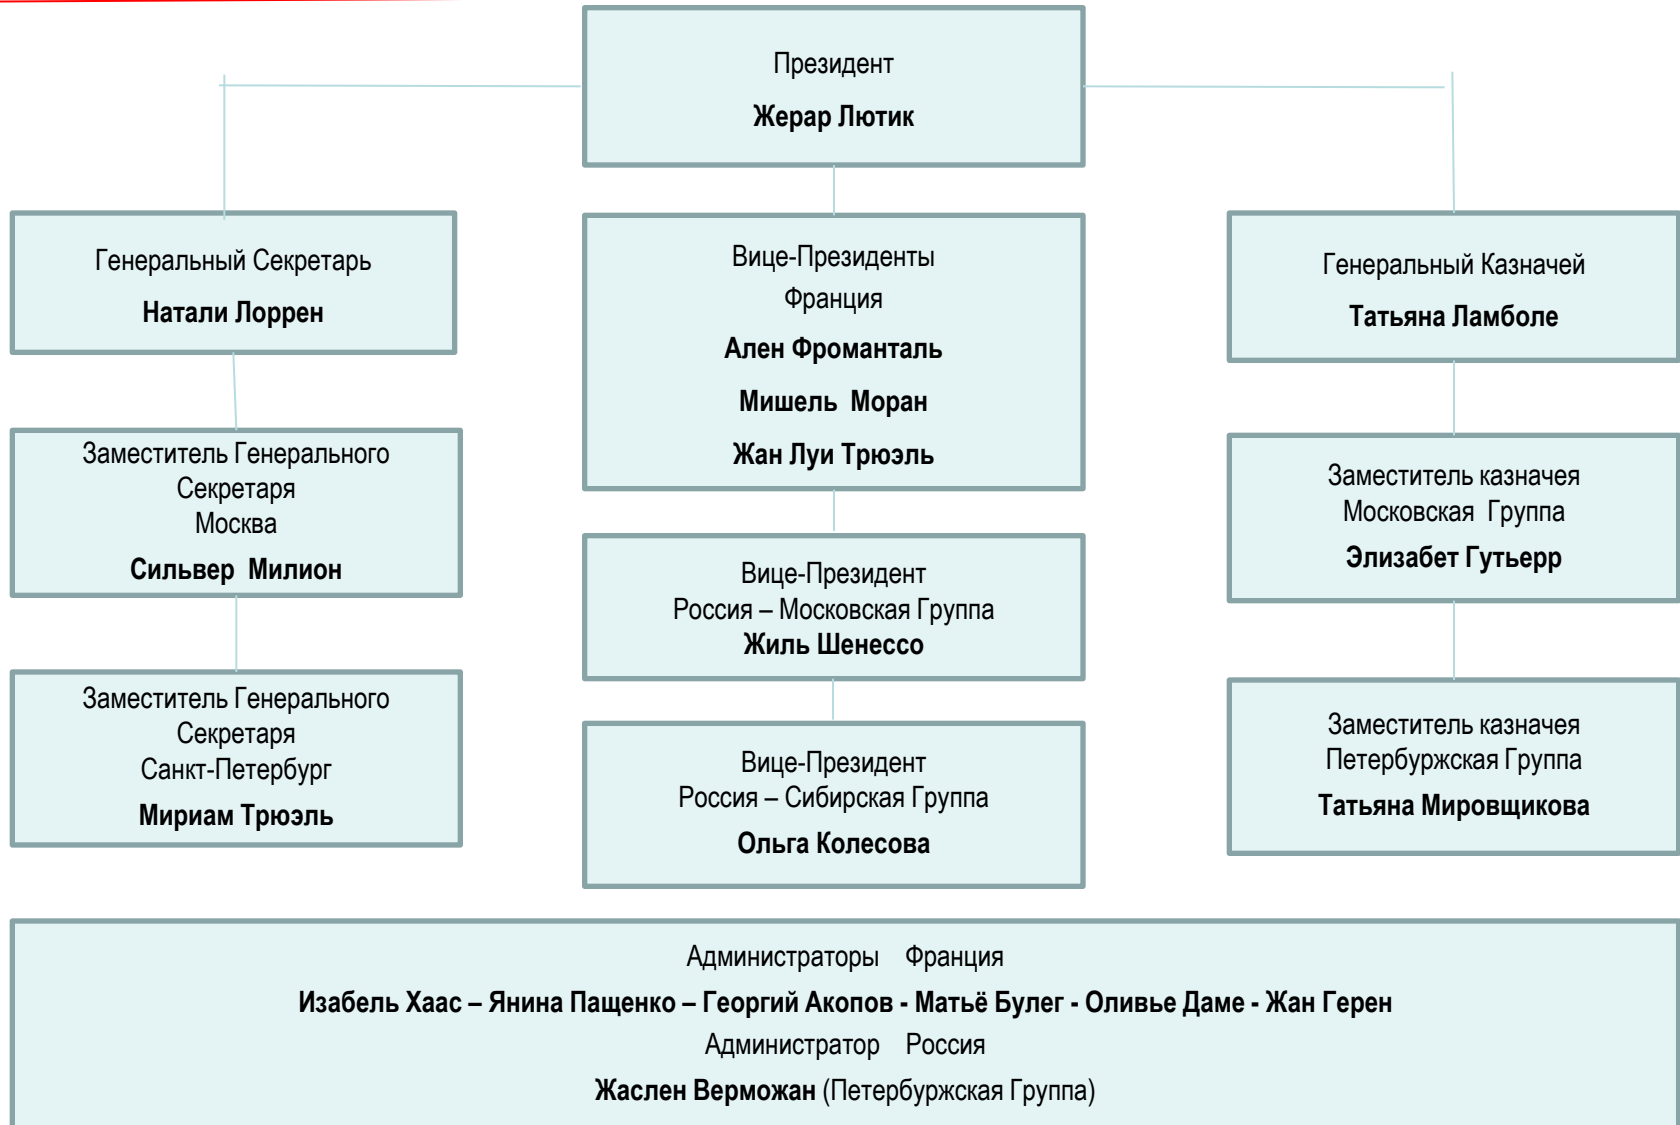 Президент
Жерар Лютик
Генеральный Секретарь
Натали Лоррен
Заместитель Генерального
Секретаря
Москва
Сильвер Милион
Заместитель Генерального
Секретаря
Санкт-Петербург
Мириам Трюэль
Вице-Президенты
Франция
Ален Фроманталь
Мишель Моран
Жан Луи Трюэль
Вице-Президент
Россия – Московская Группа
Жиль Шенессо
Вице-Президент
Россия – Сибирская Группа
Ольга Колесова
Генеральный Казначей
Татьяна Ламболе
Заместитель казначея
Московская Группа
Элизабет Гутьерр
Заместитель казначея
Петербуржская Группа
Татьяна Мировщикова
Администраторы Франция
Изабель Хаас – Янина Пащенко – Георгий Акопов - Матьё Булег - Оливье Даме - Жан Герен
Администратор Россия
Жаслен Верможан (Петербуржская Группа)